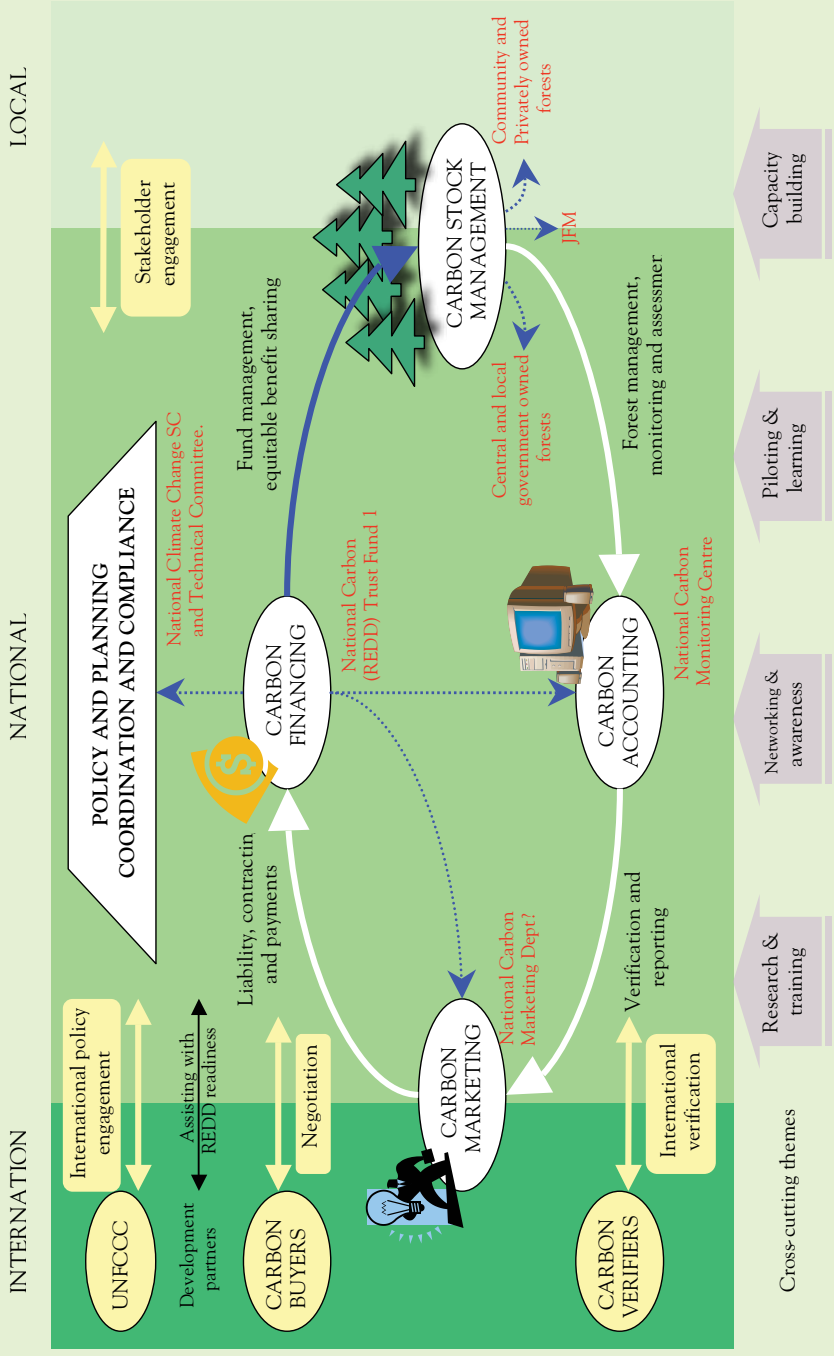 INTERNATION
NATIONAL
LOCAL
UNFCCC
International policy
engagement
POLICY AND PLANNING
COORDINATION AND COMPLIANCE
Stakeholder
engagement
Development
partners
Assisting with
REDD readiness
National Climate Change SC
and Technical Committee.
CARBON
BUYERS
Negotiation
Liability, contractin
and payments
CARBON
FINANCING
Fund management,
equitable benefit sharing
National Carbon
(REDD) Trust Fund 1
CARBON
MARKETING
National Carbon
Marketing Dept?
CARBON STOCK
MANAGEMENT
Central and local
government owned
forests
JFM
Community and
Privately owned
forests
CARBON
VERIFIERS
International
verification
Verification and
reporting
CARBON
ACCOUNTING
National Carbon
Monitoring Centre
Forest management,
monitoring and assessmer
Cross-cutting themes
Research &
training
Networking &
awareness
Piloting &
learning
Capacity
building